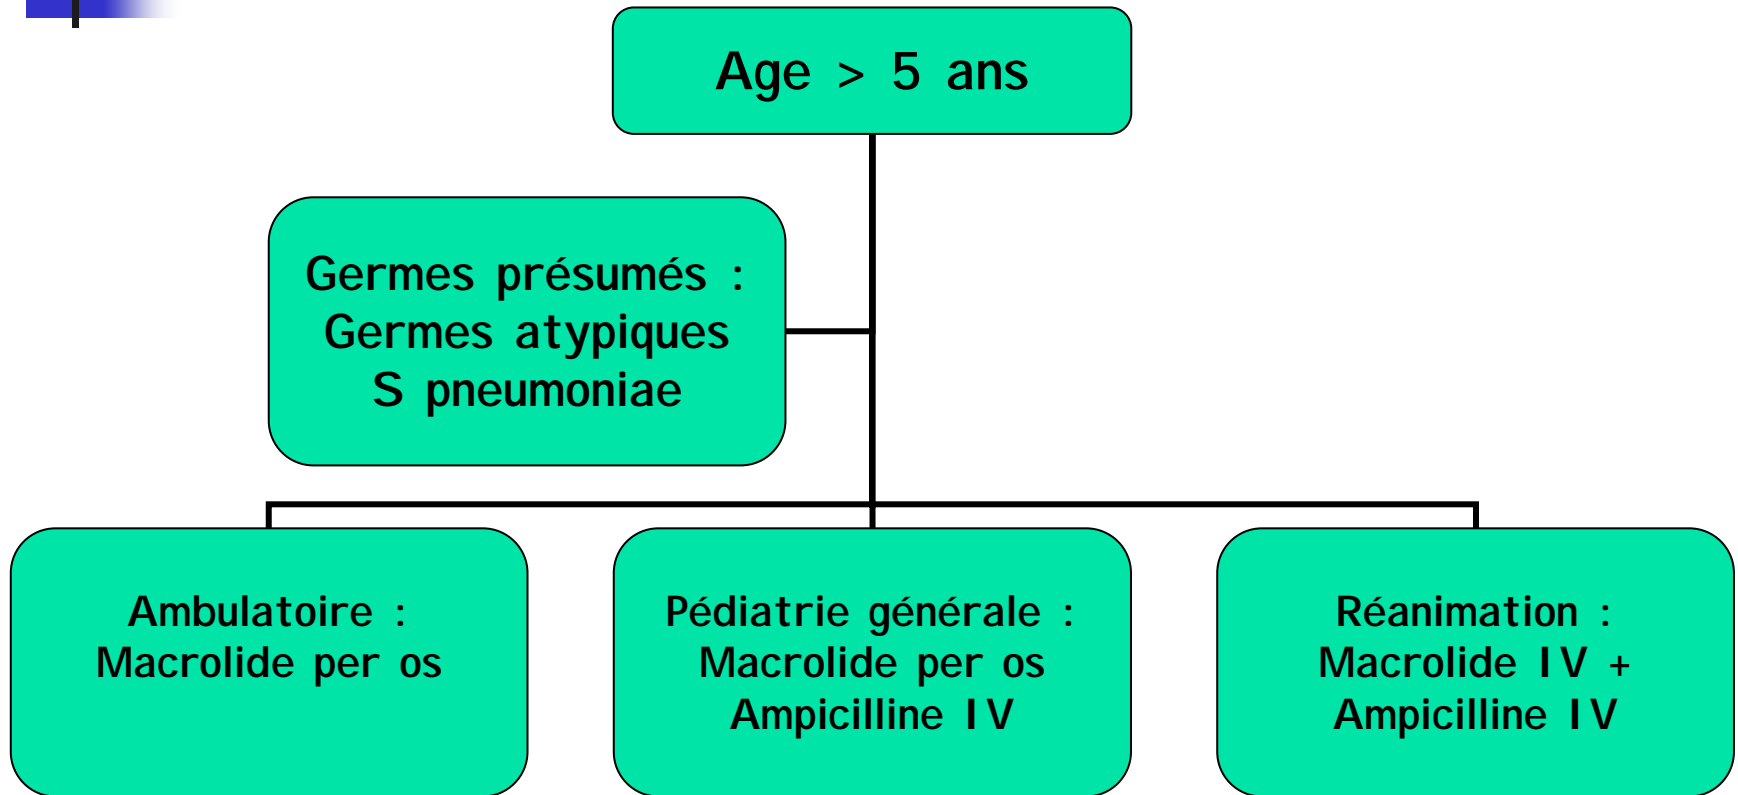 Age > 5 ans
Germes présumés :
Germes atypiques
S pneumoniae
Ambulatoire :
Macrolide per os
Pédiatrie générale :
Macrolide per os
Ampicilline IV
Réanimation :
Macrolide IV +
Ampicilline IV